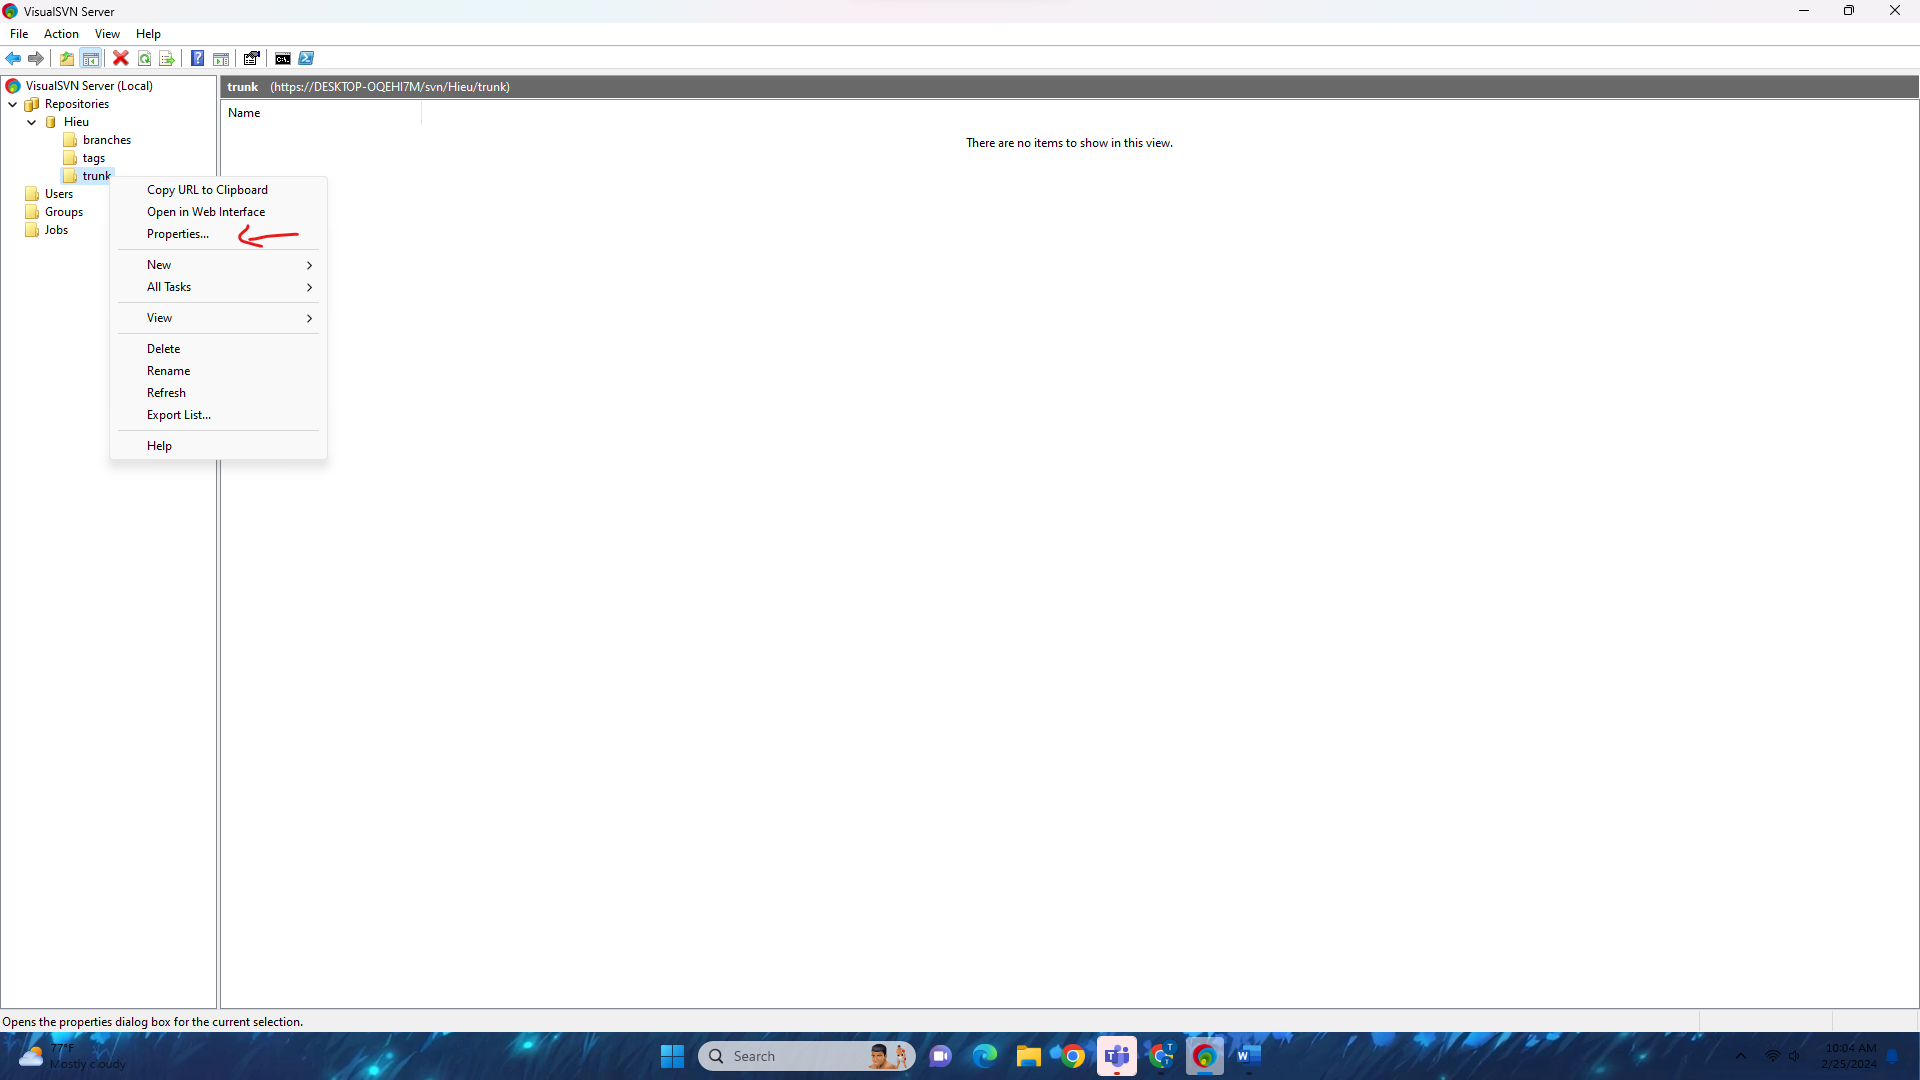 VisualSVN Server
File Action View Help
VisualSVN Server (Local)
Repositories
Hieu
branches
tags
trunk
Users
Groups
Jobs
trunk (https://DESKTOP-OQEHI7M/svn/Hieu/trunk)
Name
There are no items to show in this view.
Copy URL to Clipboard
Open in Web Interface
Properties...
New
All Tasks
View
Delete
Rename
Refresh
Export List...
Help
Opens the properties dialog box for the current selection.
77°F
Mostly cloudy
Search
10:04 AM
2/25/2024